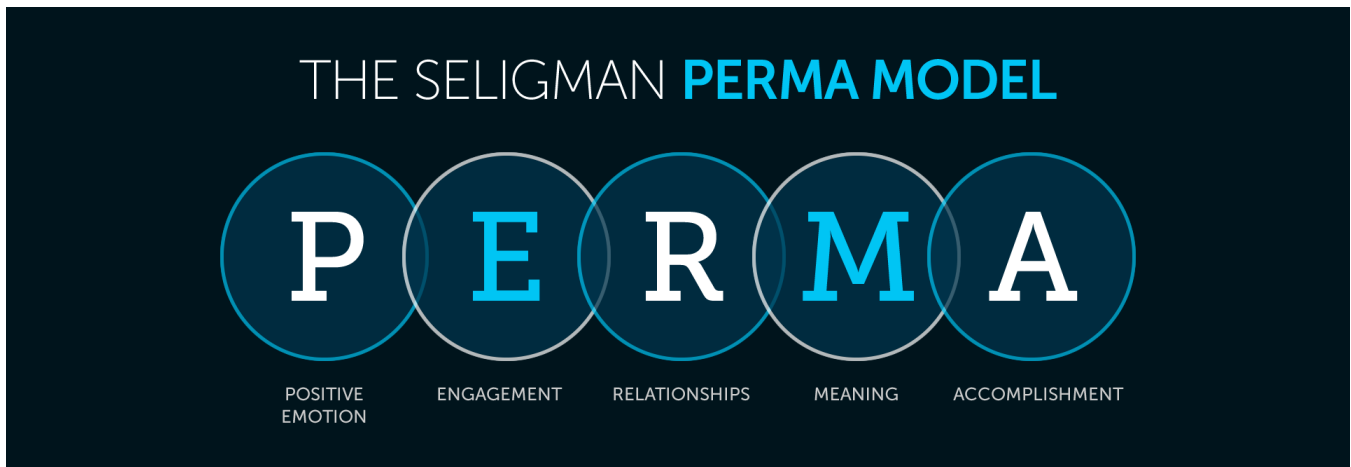 THE SELIGMAN PERMA MODEL
P E R M A
POSITIVE EMOTION
ENGAGEMENT
RELATIONSHIPS
MEANING
ACCOMPLISHMENT